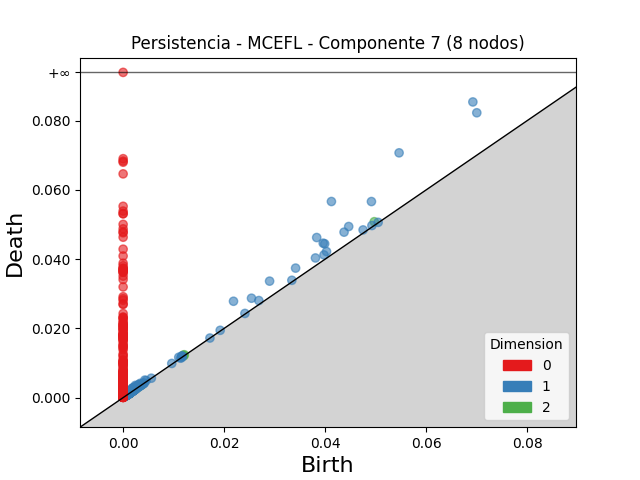 Persistencia - MCEFL - Componente 7 (8 nodos)
+∞
0.080
0.060
0.040
0.020
0.000
Death
0.00 0.02 0.04 0.06 0.08
Birth
Dimension
0
1
2